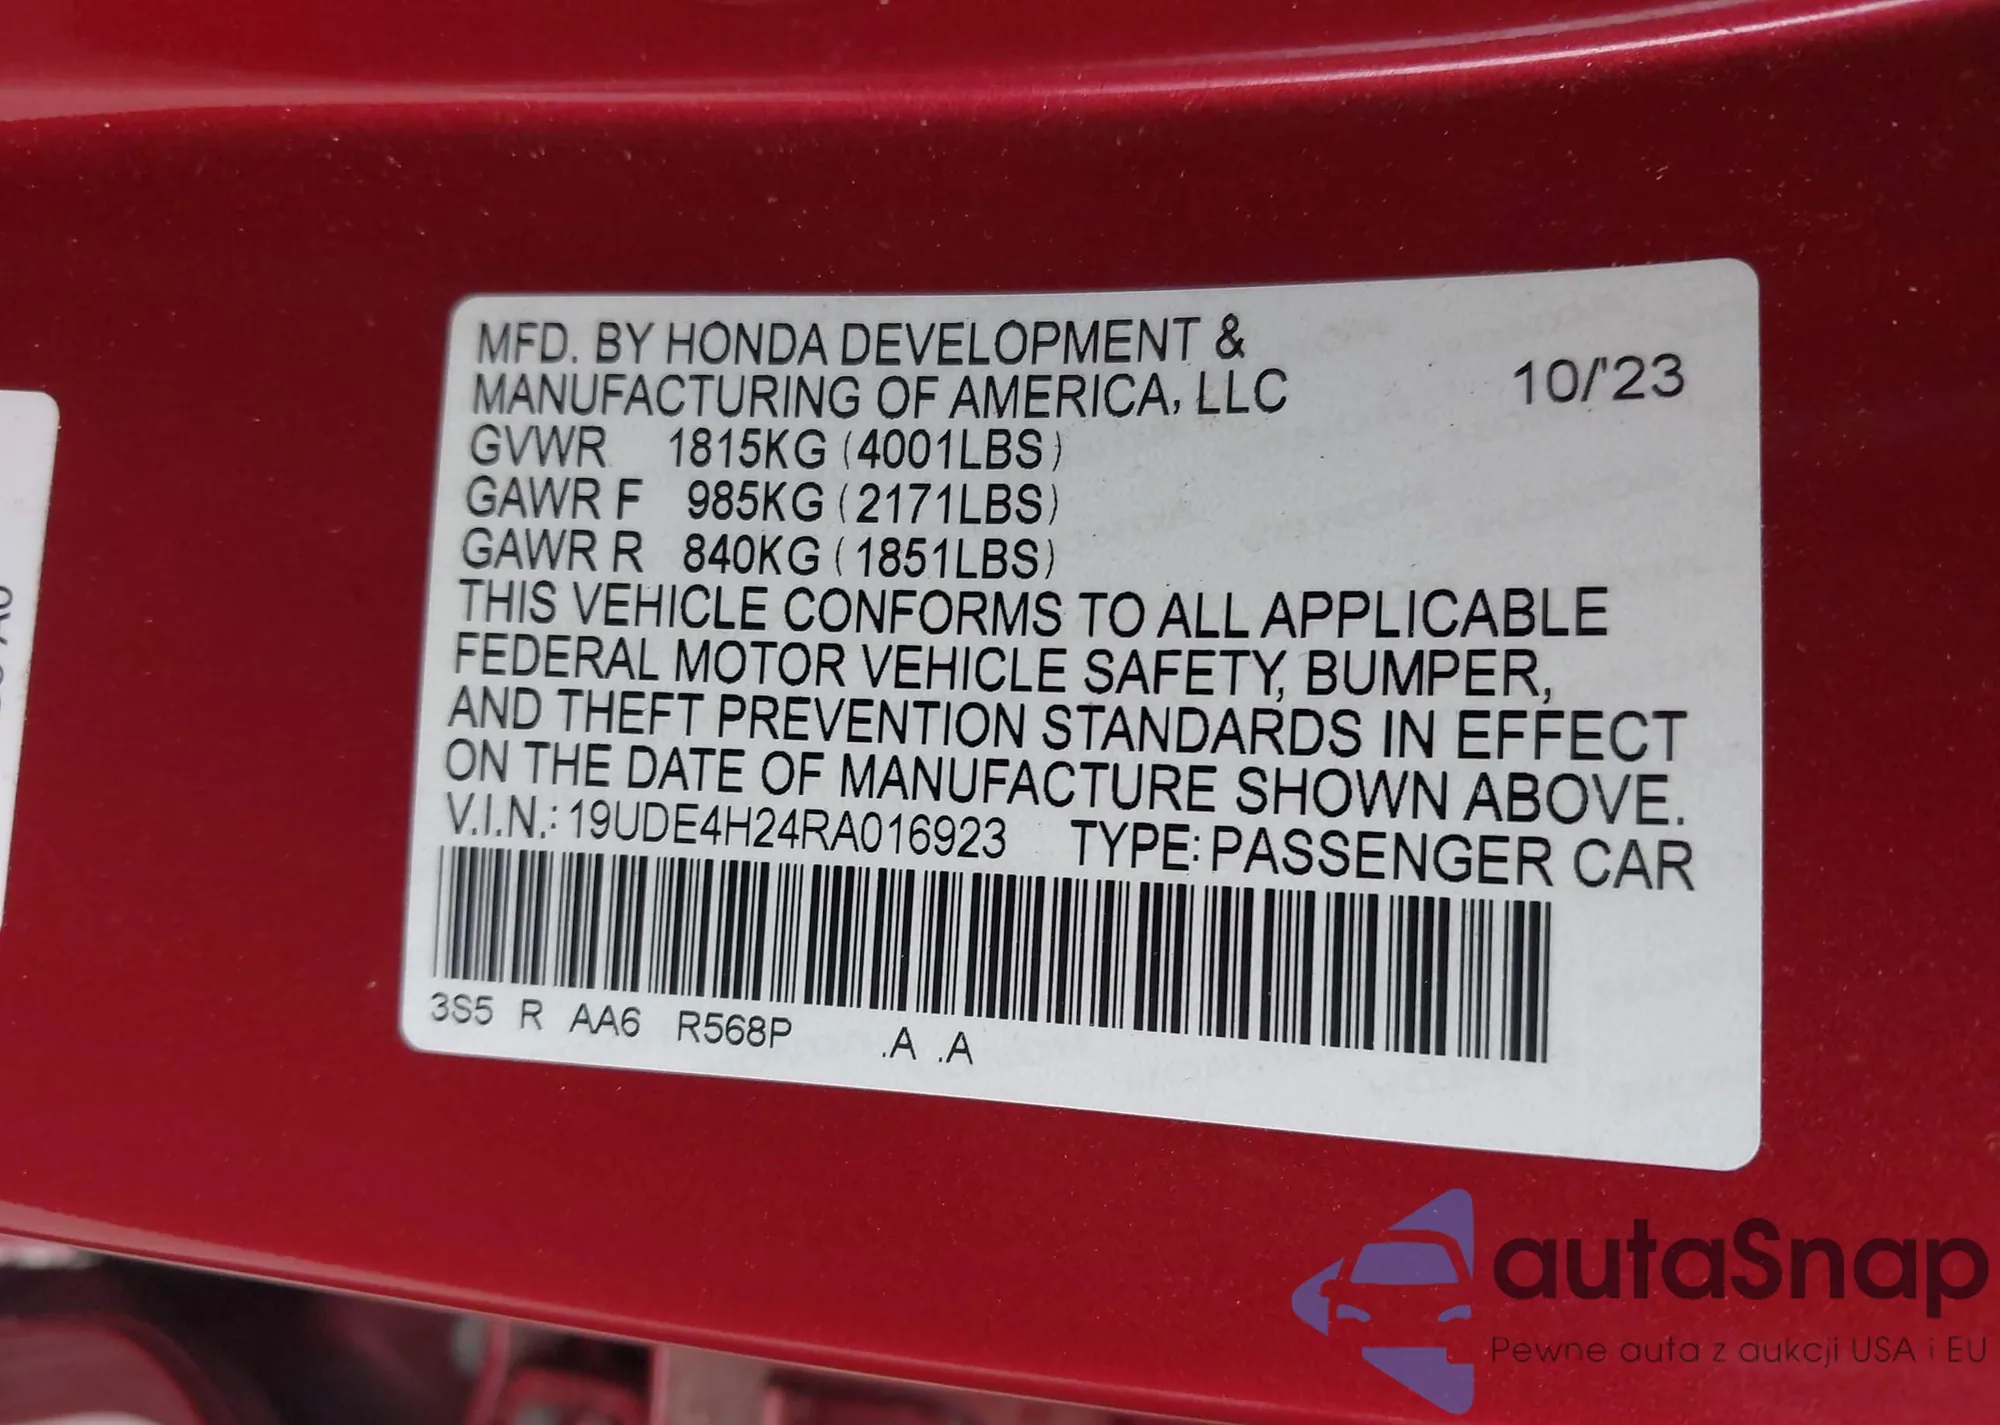 MFD. BY HONDA DEVELOPMENT &
MANUFACTURING OF AMERICA, LLC
10/'23
GVWR 1815KG (4001LBS)
GAWR F 985KG (2171LBS)
GAWR R 840KG (1851LBS)
THIS VEHICLE CONFORMS TO ALL APPLICABLE
FEDERAL MOTOR VEHICLE SAFETY, BUMPER,
AND THEFT PREVENTION STANDARDS IN EFFECT
ON THE DATE OF MANUFACTURE SHOWN ABOVE.
V.I.N.: 19UDE4H24RA016923 TYPE: PASSENGER CAR
3S5 R AA6 R568P .A .A
autaSnap
Pewne auta z aukcji USA i EU